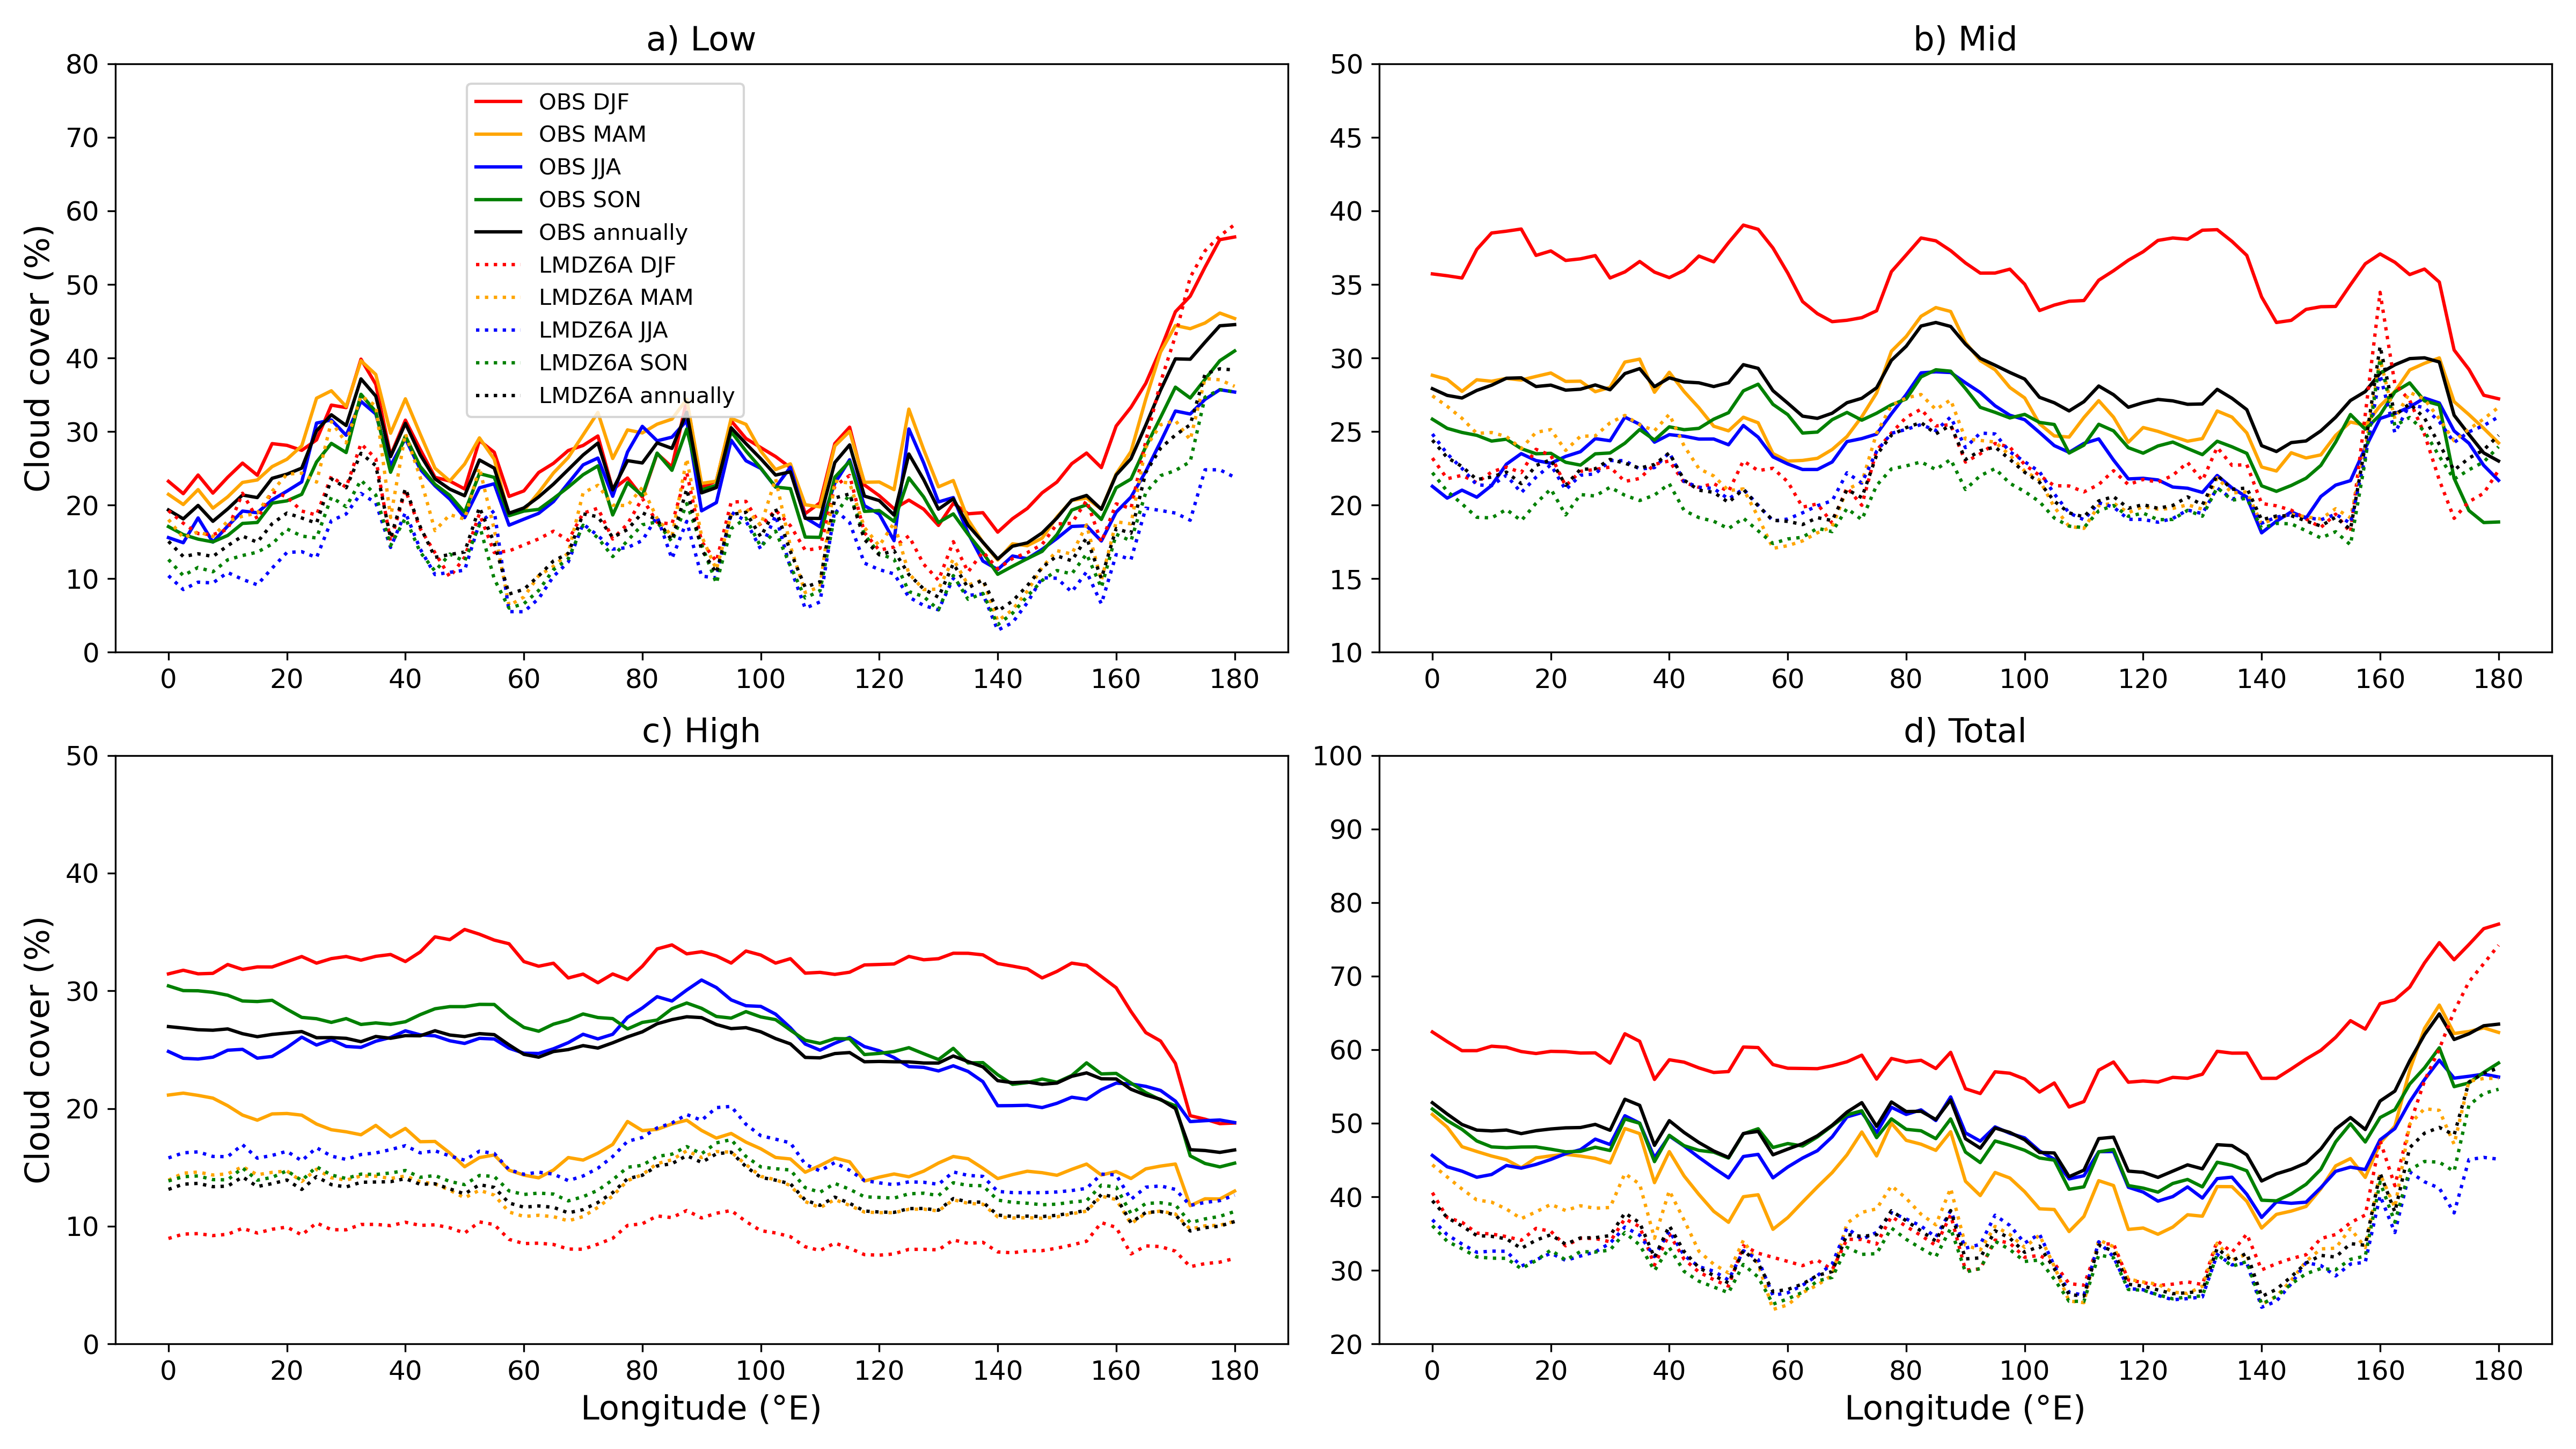 a) Low
80
70
60
50
40
30
20
10
0
Cloud cover (%)
OBS DJF
OBS MAM
OBS JJA
OBS SON
OBS annually
LMDZ6A DJF
LMDZ6A MAM
LMDZ6A JJA
LMDZ6A SON
LMDZ6A annually
0 20 40 60 80 100 120 140 160 180
b) Mid
50
45
40
35
30
25
20
15
10
0 20 40 60 80 100 120 140 160 180
c) High
50
40
30
20
10
0
Cloud cover (%)
0 20 40 60 80 100 120 140 160 180
Longitude (°E)
d) Total
100
90
80
70
60
50
40
30
20
0 20 40 60 80 100 120 140 160 180
Longitude (°E)